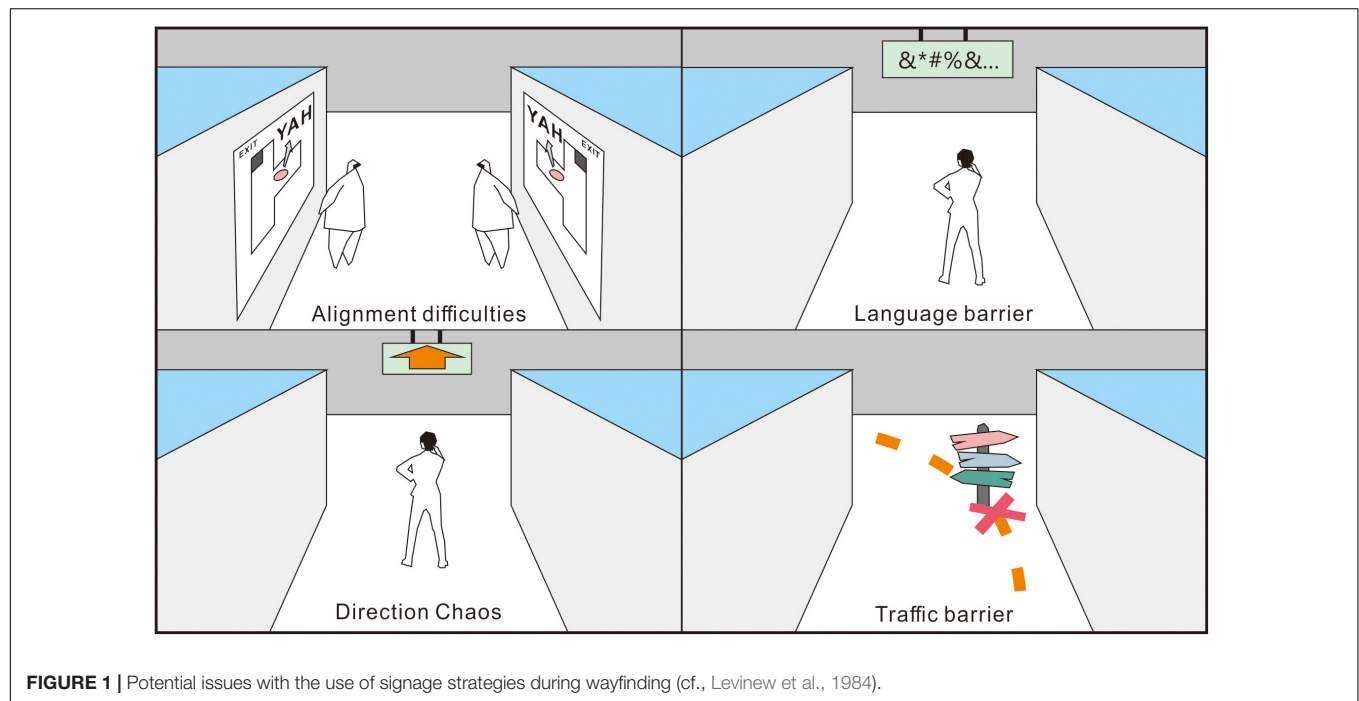 EXIT
YAH
YAH
EXIT
Alignment difficulties
&*#%&...
Language barrier
Direction Chaos
Traffic barrier
FIGURE 1 | Potential issues with the use of signage strategies during wayfinding (cf., Levinew et al., 1984).